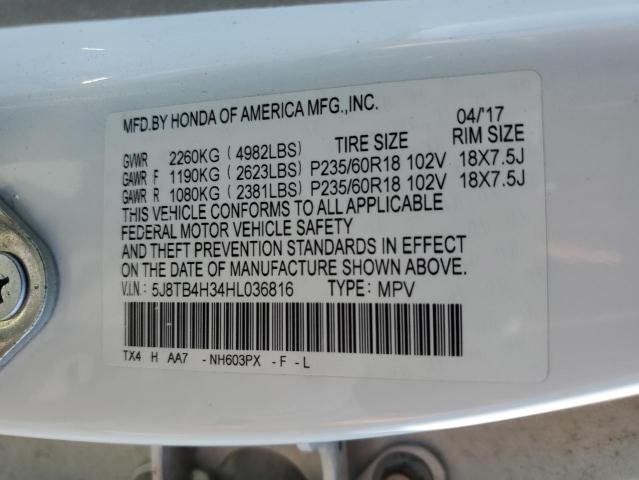 MFD.BY HONDA OF AMERICA MFG.,INC. 04/'17
GVWR 2260KG ( 4982LBS) TIRE SIZE RIM SIZE
GAWR F 1190KG ( 2623LBS) P235/60R18 102V 18X7.5J
GAWR R 1080KG ( 2381LBS) P235/60R18 102V 18X7.5J
THIS VEHICLE CONFORMS TO ALL APPLICABLE
FEDERAL MOTOR VEHICLE SAFETY
AND THEFT PREVENTION STANDARDS IN EFFECT
ON THE DATE OF MANUFACTURE SHOWN ABOVE.
V.I.N.: 5J8TB4H34HL036816 TYPE: MPV
TX4 H AA7 -NH603PX -F -L